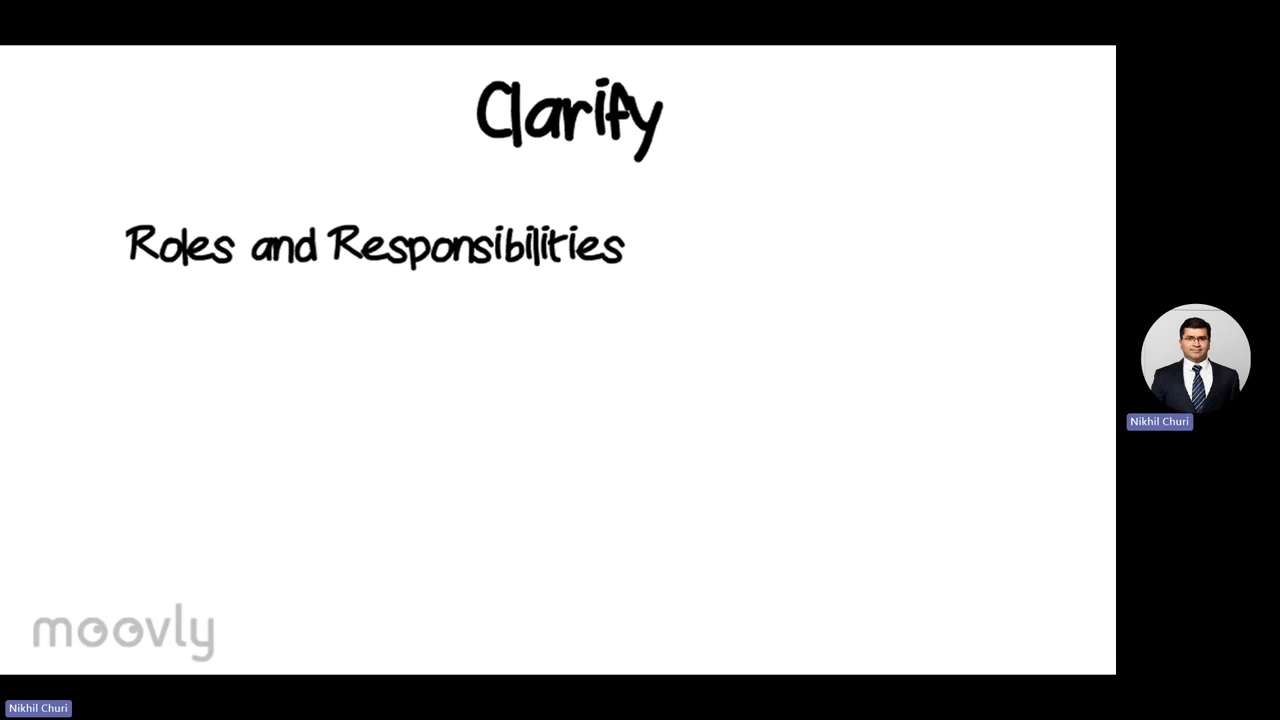 Clarify
Roles and Responsibilities
moovly
Nikhil Churi
Nikhil Churi